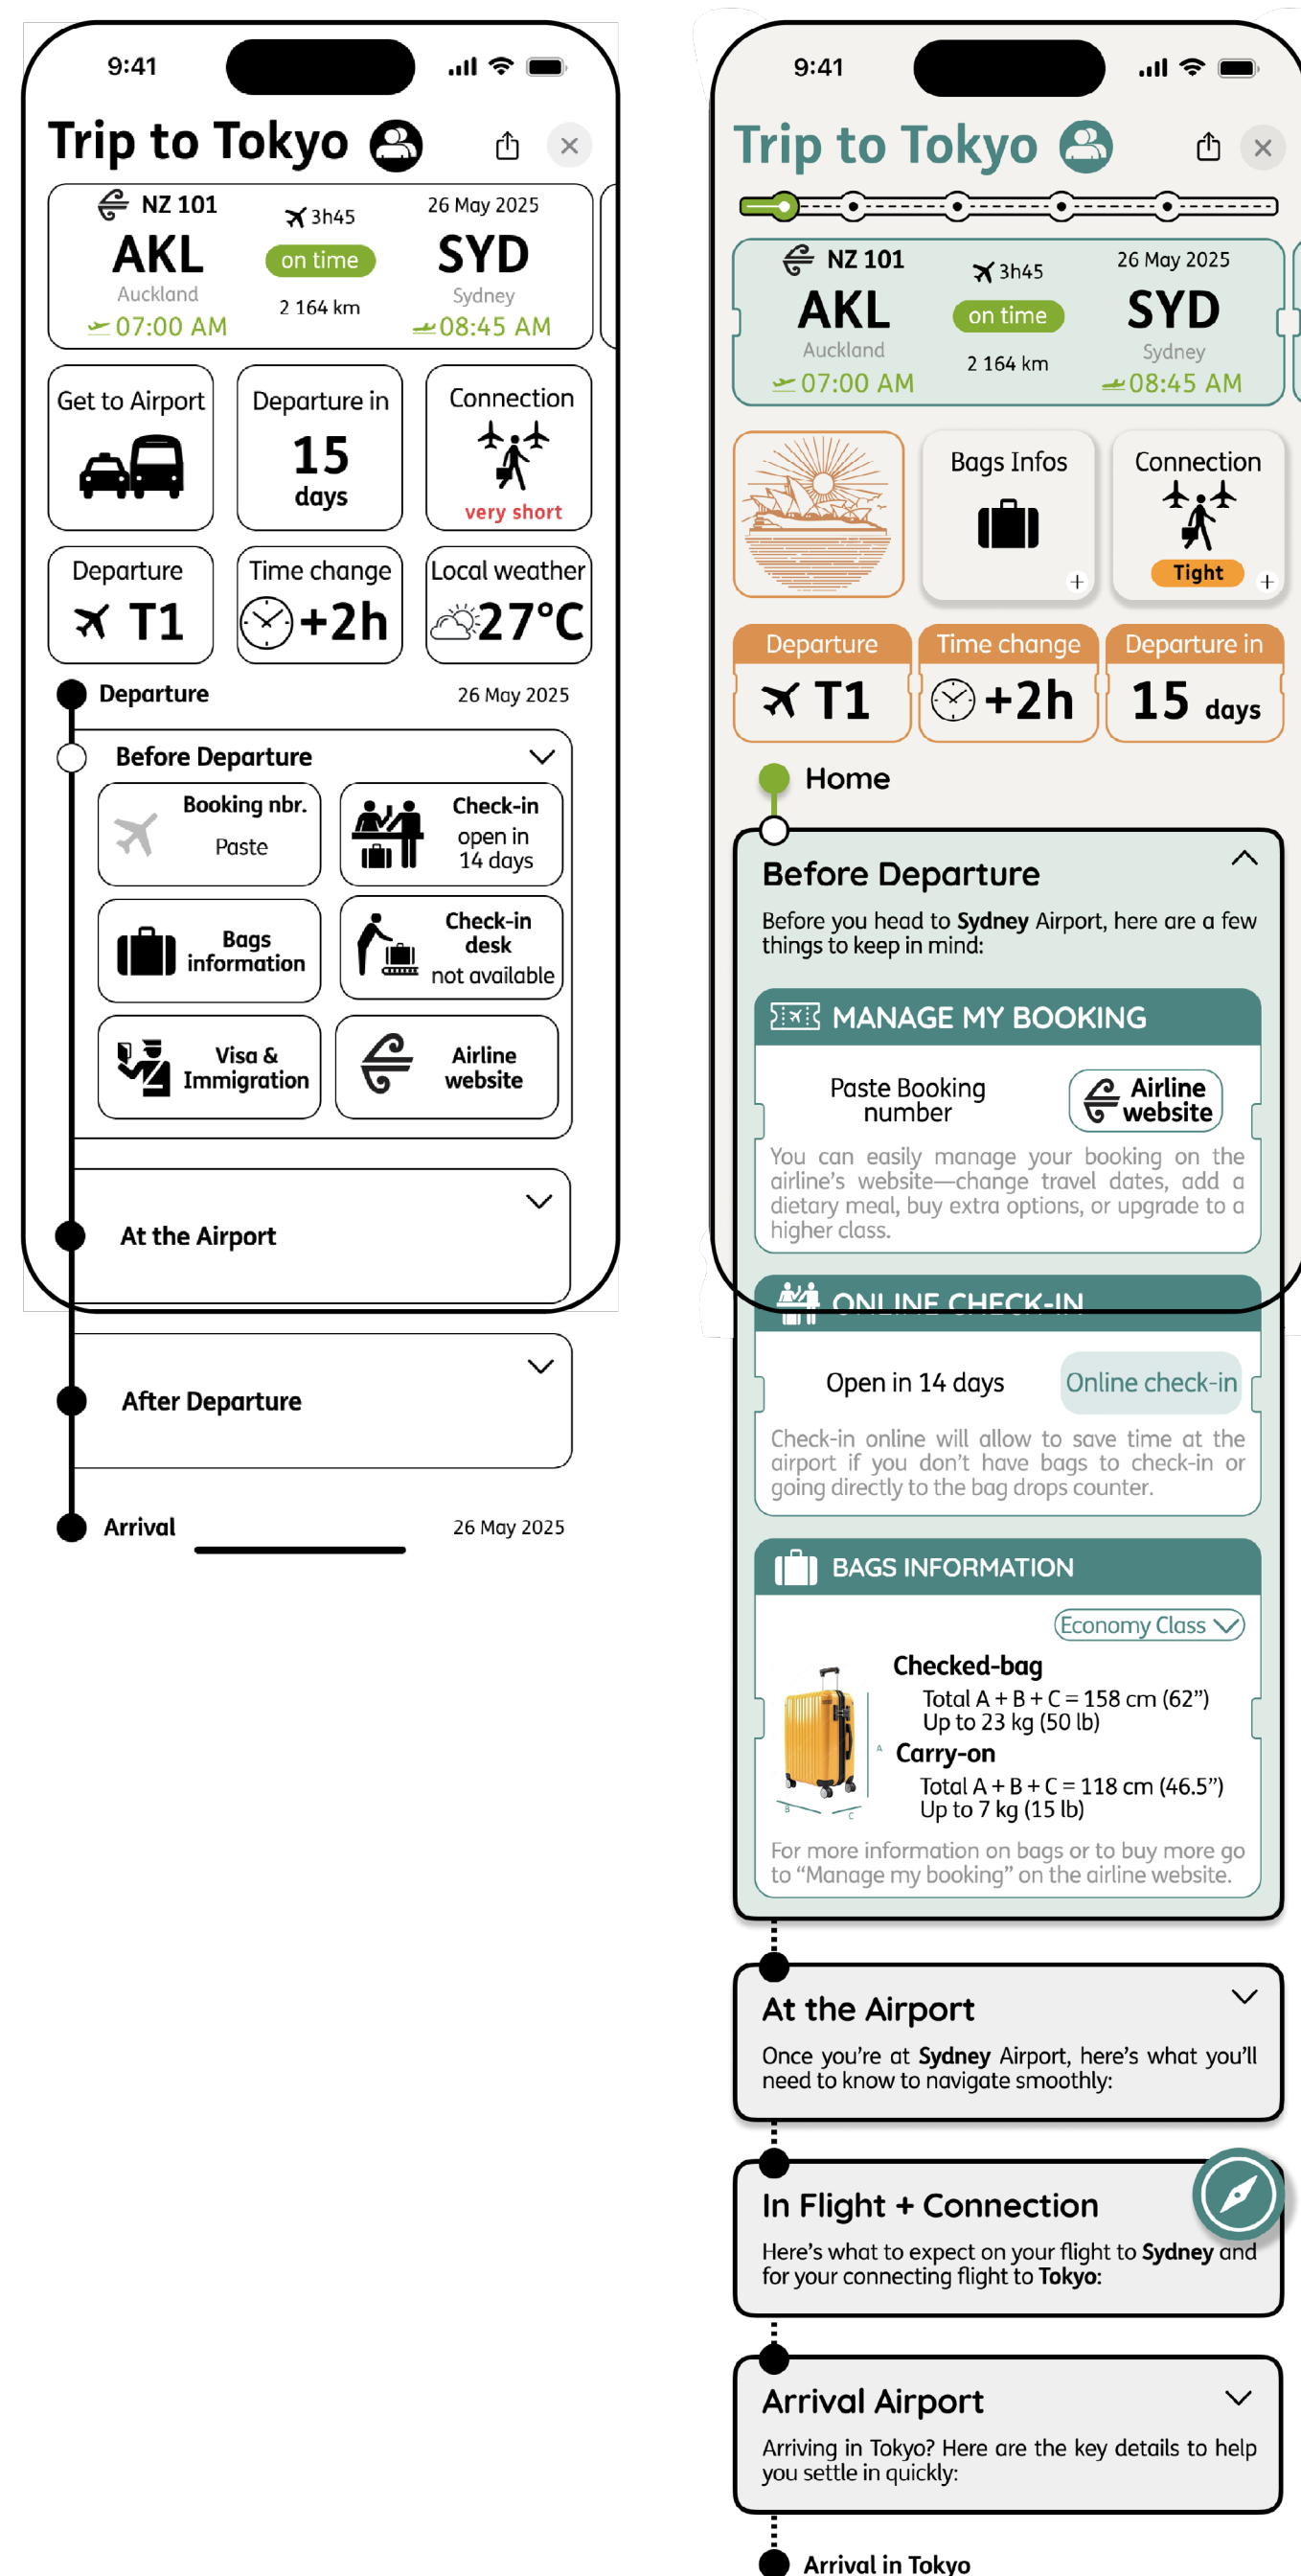 9:41
Trip to Tokyo
NZ 101
3h45
26 May 2025
AKL
on time
SYD
Auckland
2 164 km
Sydney
07:00 AM
08:45 AM
Get to Airport
Departure in
15
days
Connection
very short
Departure
T1
Time change
+2h
Local weather
27°C
Departure
26 May 2025
Before Departure
Booking nbr.
Paste
Check-in
open in
14 days
Bags
information
Check-in
desk
not available
Visa &
Immigration
Airline
website
At the Airport
After Departure
Arrival
26 May 2025
9:41
Trip to Tokyo
NZ 101
3h45
26 May 2025
AKL
on time
SYD
Auckland
2 164 km
Sydney
07:00 AM
08:45 AM
Bags Infos
+
Connection
Tight
+
Departure
T1
Time change
+2h
Departure in
15 days
Home
Before Departure
Before you head to Sydney Airport, here are a few
things to keep in mind:
MANAGE MY BOOKING
Paste Booking
number
Airline
website
You can easily manage your booking on the
airline’s website—change travel dates, add a
dietary meal, buy extra options, or upgrade to a
higher class.
ONLINE CHECK-IN
Open in 14 days
Online check-in
Check-in online will allow to save time at the
airport if you don’t have bags to check-in or
going directly to the bag drops counter.
BAGS INFORMATION
Economy Class
Checked-bag
Total A + B + C = 158 cm (62”)
Up to 23 kg (50 lb)
A
Carry-on
Total A + B + C = 118 cm (46.5”)
Up to 7 kg (15 lb)
B
C
For more information on bags or to buy more go
to “Manage my booking” on the airline website.
At the Airport
Once you’re at Sydney Airport, here’s what you’ll
need to know to navigate smoothly:
In Flight + Connection
Here’s what to expect on your flight to Sydney and
for your connecting flight to Tokyo:
Arrival Airport
Arriving in Tokyo? Here are the key details to help
you settle in quickly:
Arrival in Tokyo